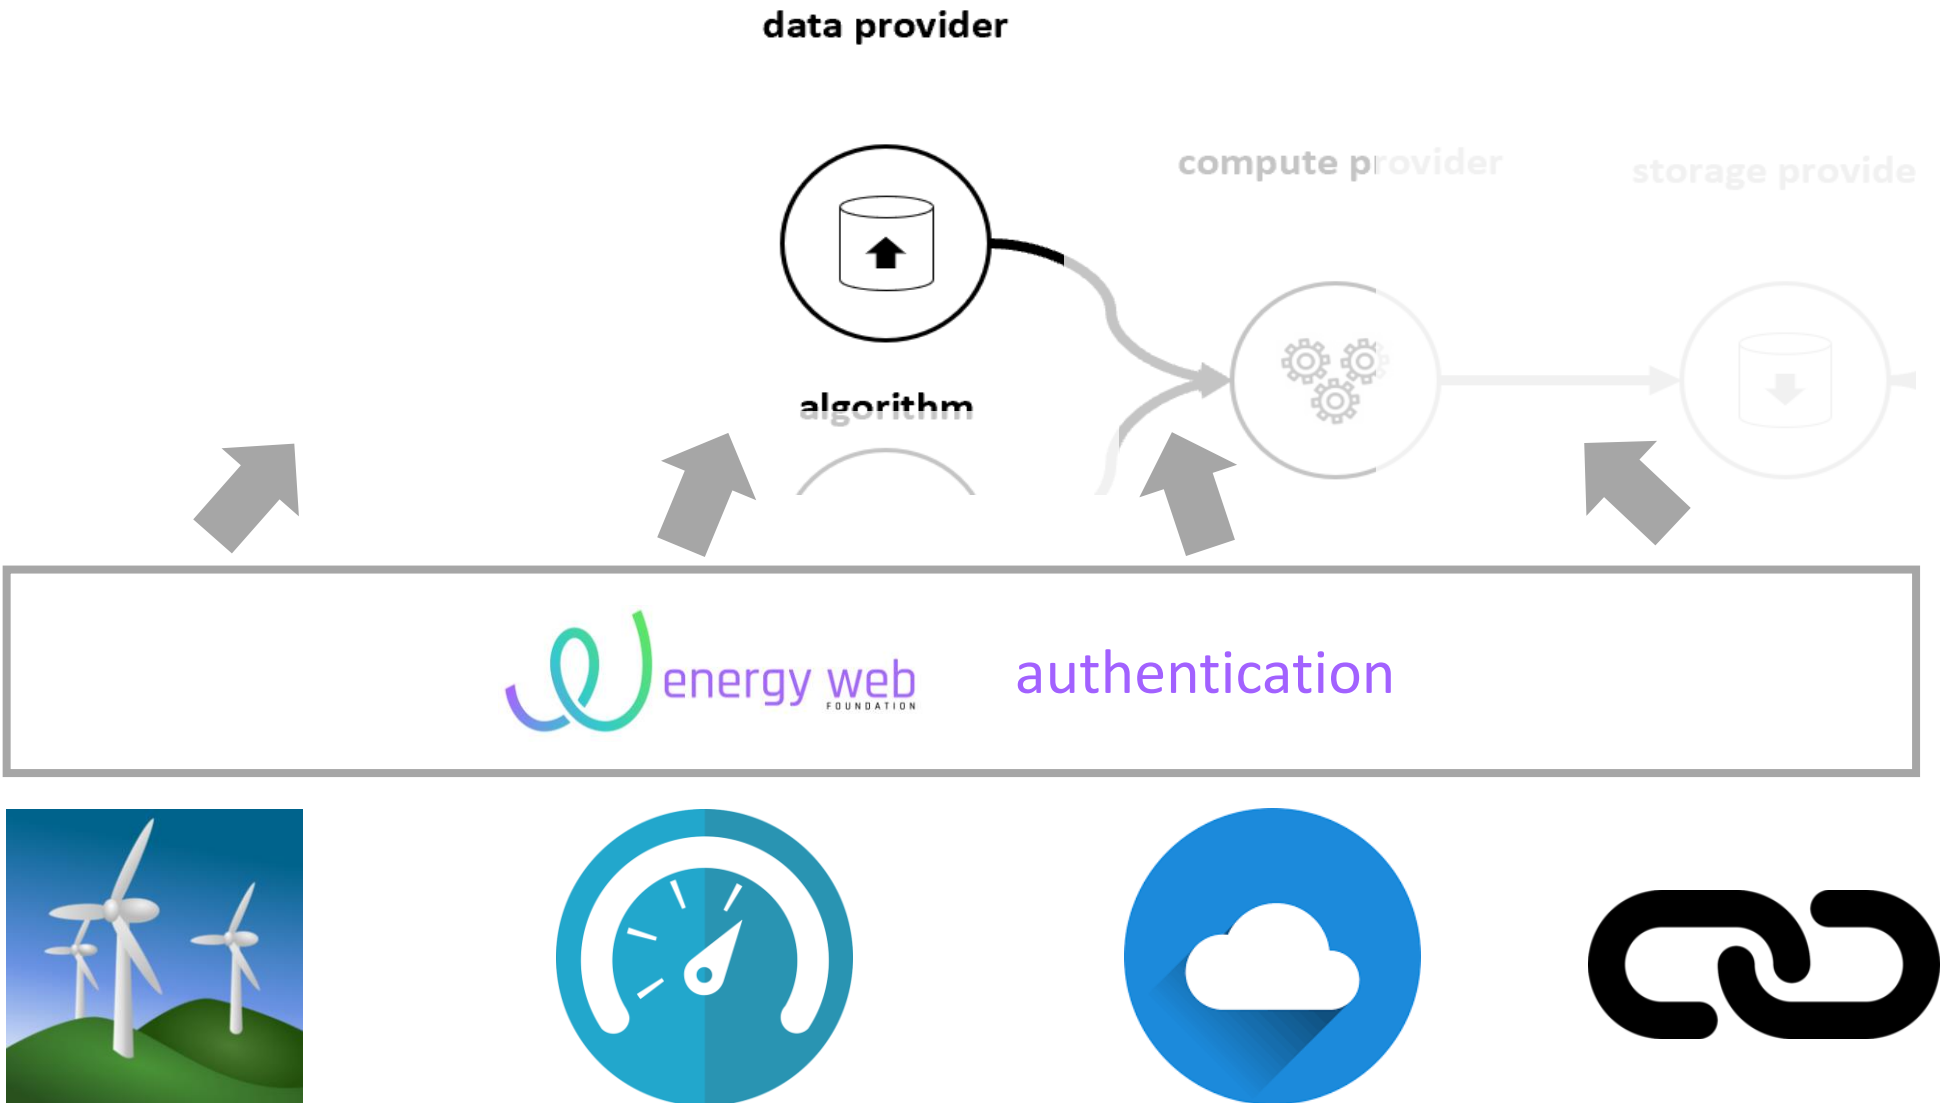 data provider
compute provider
storage provide
algorithm
energy web
FOUNDATION
authentication